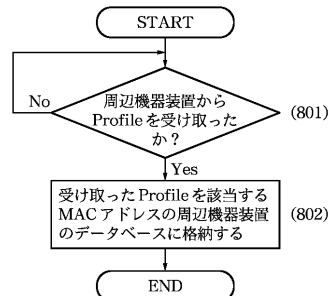 START
周辺機器装置から
Profileを受け取った
か?
(801)
No
Yes
受け取ったProfileを該当する
MACアドレスの周辺機器装置
のデータベースに格納する
(802)
END